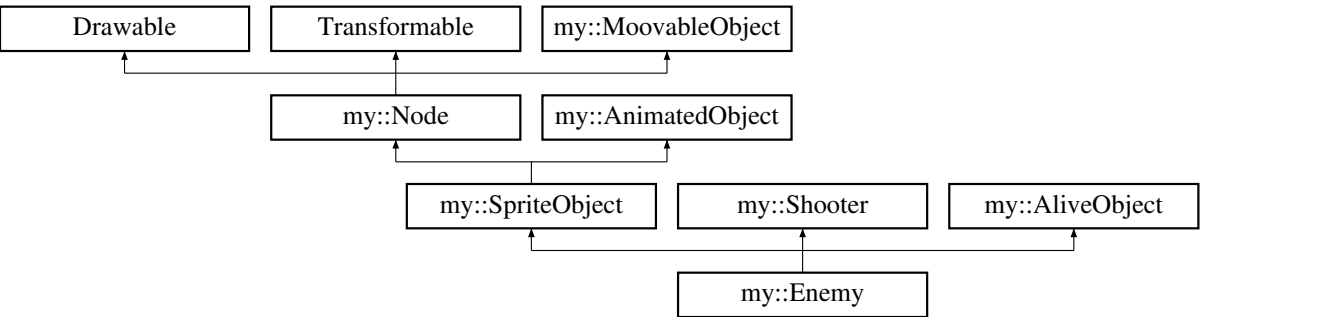 Drawable
Transformable
my::MoovableObject
my::Node
my::AnimatedObject
my::SpriteObject
my::Shooter
my::AliveObject
my::Enemy